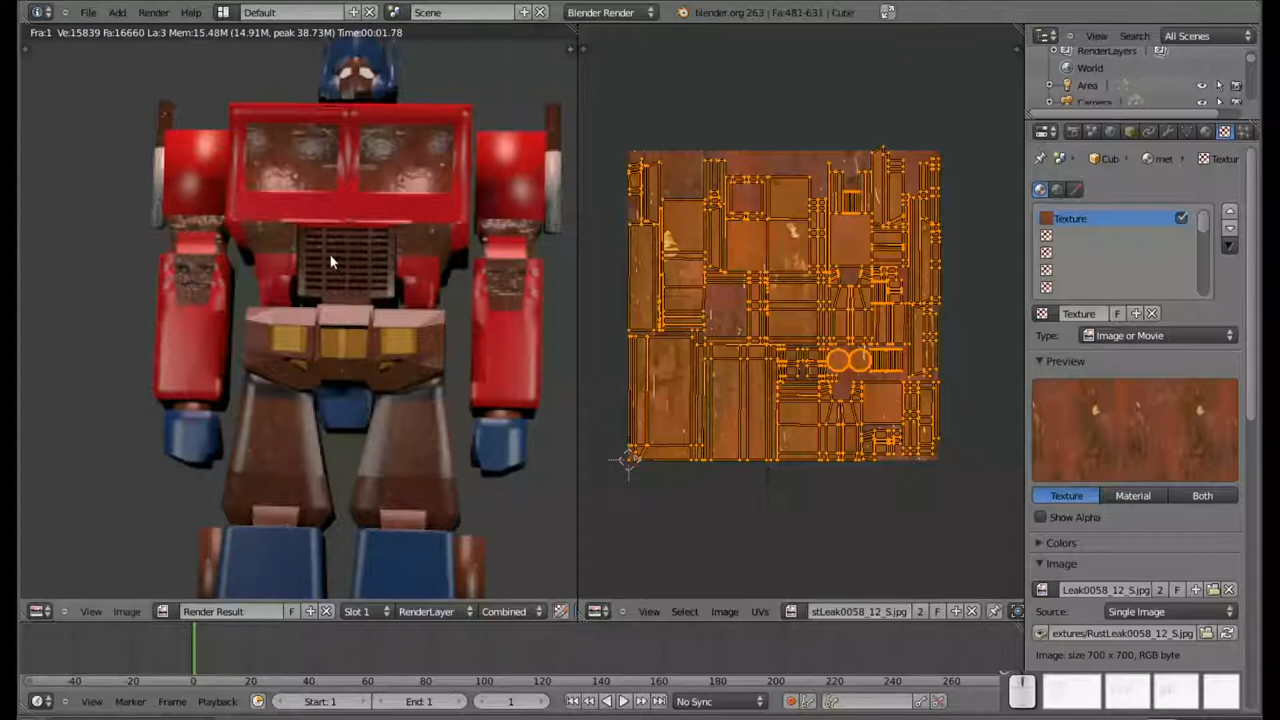 File Add Render Help Default Scene Blender Render blender.org 263 | Fa:481-631 | Cube
Fra:1 Ve:15839 Fa:16660 La:3 Mem:15.48M (14.91M, peak 38.73M) Time:00:01.78
View Search All Scenes
RenderLayers
World
Area
Camera
Cub met Textur
Texture
Texture F
Type: Image or Movie
Preview
Texture Material Both
Show Alpha
Colors
Image
Leak0058_12_S.jpg 2 F
Source: Single Image
extures/RustLeak0058_12_S.jpg
Image: size 700 x 700, RGB byte
View Image Render Result F Slot 1 RenderLayer Combined
View Select Image UVs stLeak0058_12_S.jpg 2 F
-40 -20 0 20 40 60 80 100 120 140 160 180 200 220 240 260
View Marker Frame Playback Start: 1 End: 1 1 No Sync